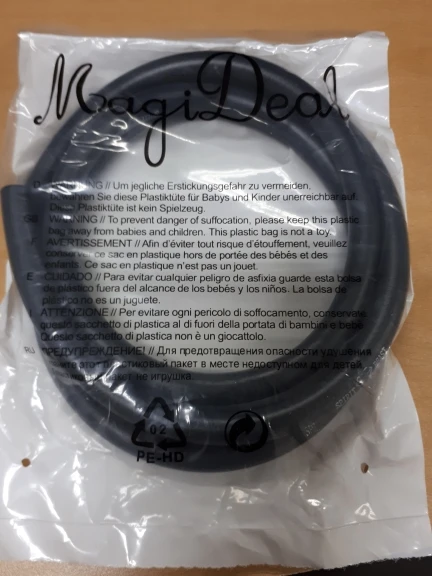 MagiDeal
D WARNING // Um jegliche Erstickungsgefahr zu vermeiden,
bewahren Sie diese Plastiktüte für Babys und Kinder unerreichbar auf.
Diese Plastiktüte ist kein Spielzeug.
WARNING // To prevent danger of suffocation, please keep this plastic
bag away from babies and children. This plastic bag is not a toy.
AVERTISSEMENT // Afin d'éviter tout risque d'étouffement, veuillez
conserver ce sac en plastique hors de portée des bébés et des
enfants. Ce sac en plastique n'est pas un jouet.
E CUIDADO // Para evitar cualquier peligro de asfixia guarde esta bolsa
de plástico fuera del alcance de los bebés y los niños. La bolsa de
plástico no es un juguete.
ATTENZIONE // Per evitare ogni pericolo di soffocamento, conservare
questo sacchetto di plastica al di fuori della portata di bambini e bebè.
Questo sacchetto di plastica non è un giocattolo.
RU ПРЕДУПРЕЖДЕНИЕ! // Для предотвращения опасности удушения
этот пластиковый пакет в месте недоступном для детей.
не игрушка
02
PE-HD